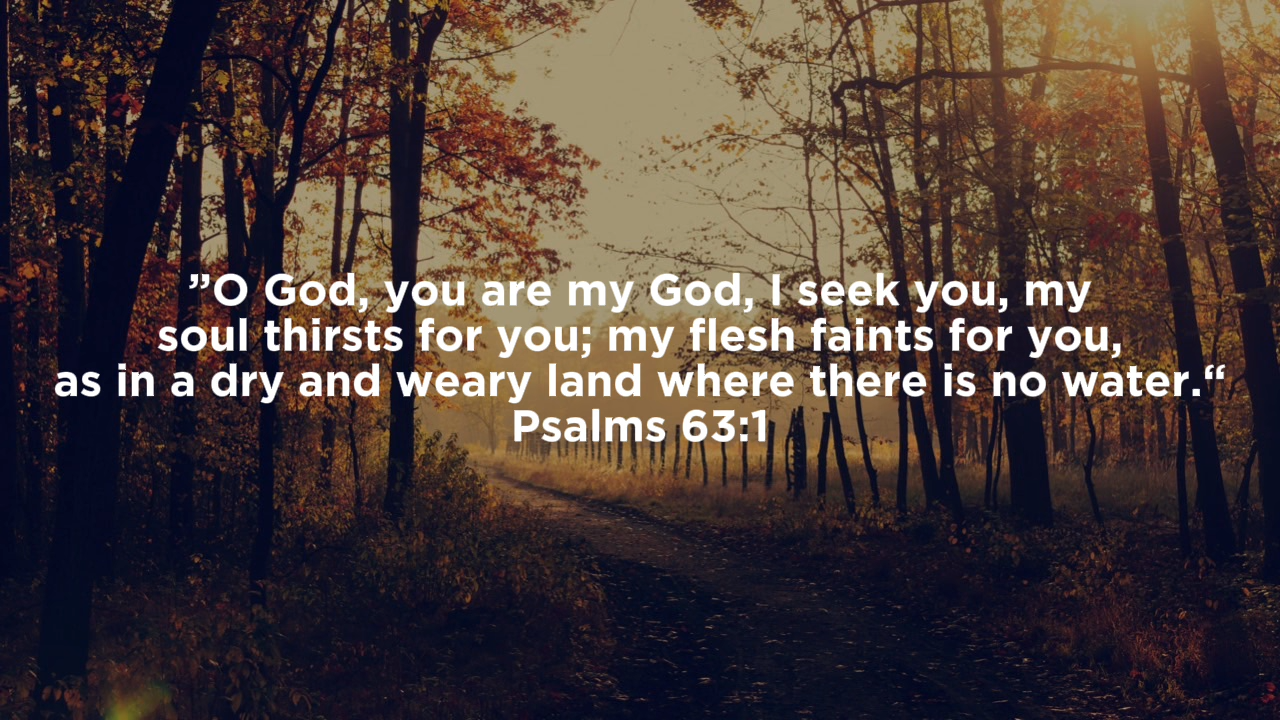 ”O God, you are my God, I seek you, my
soul thirsts for you; my flesh faints for you,
as in a dry and weary land where there is no water.“
Psalms 63:1